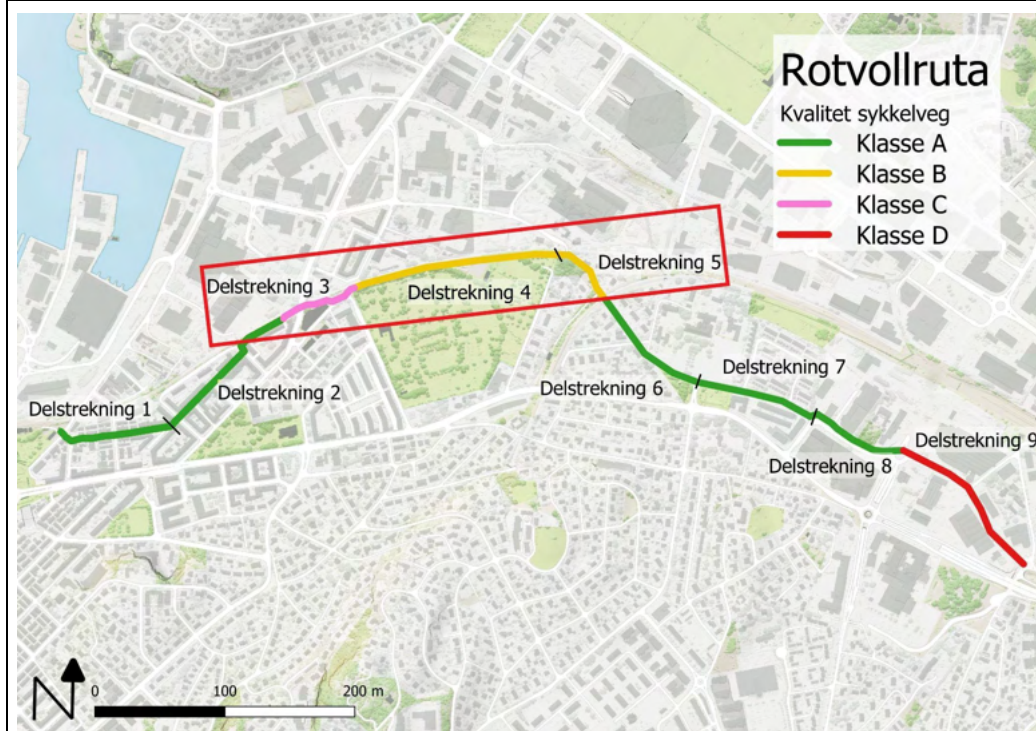 Rotvollruta
Kvalitet sykkelveg
Klasse A
Klasse B
Klasse C
Klasse D
Delstrekning 1
Delstrekning 2
Delstrekning 3
Delstrekning 4
Delstrekning 5
Delstrekning 6
Delstrekning 7
Delstrekning 8
Delstrekning 9
N
0 100 200 m